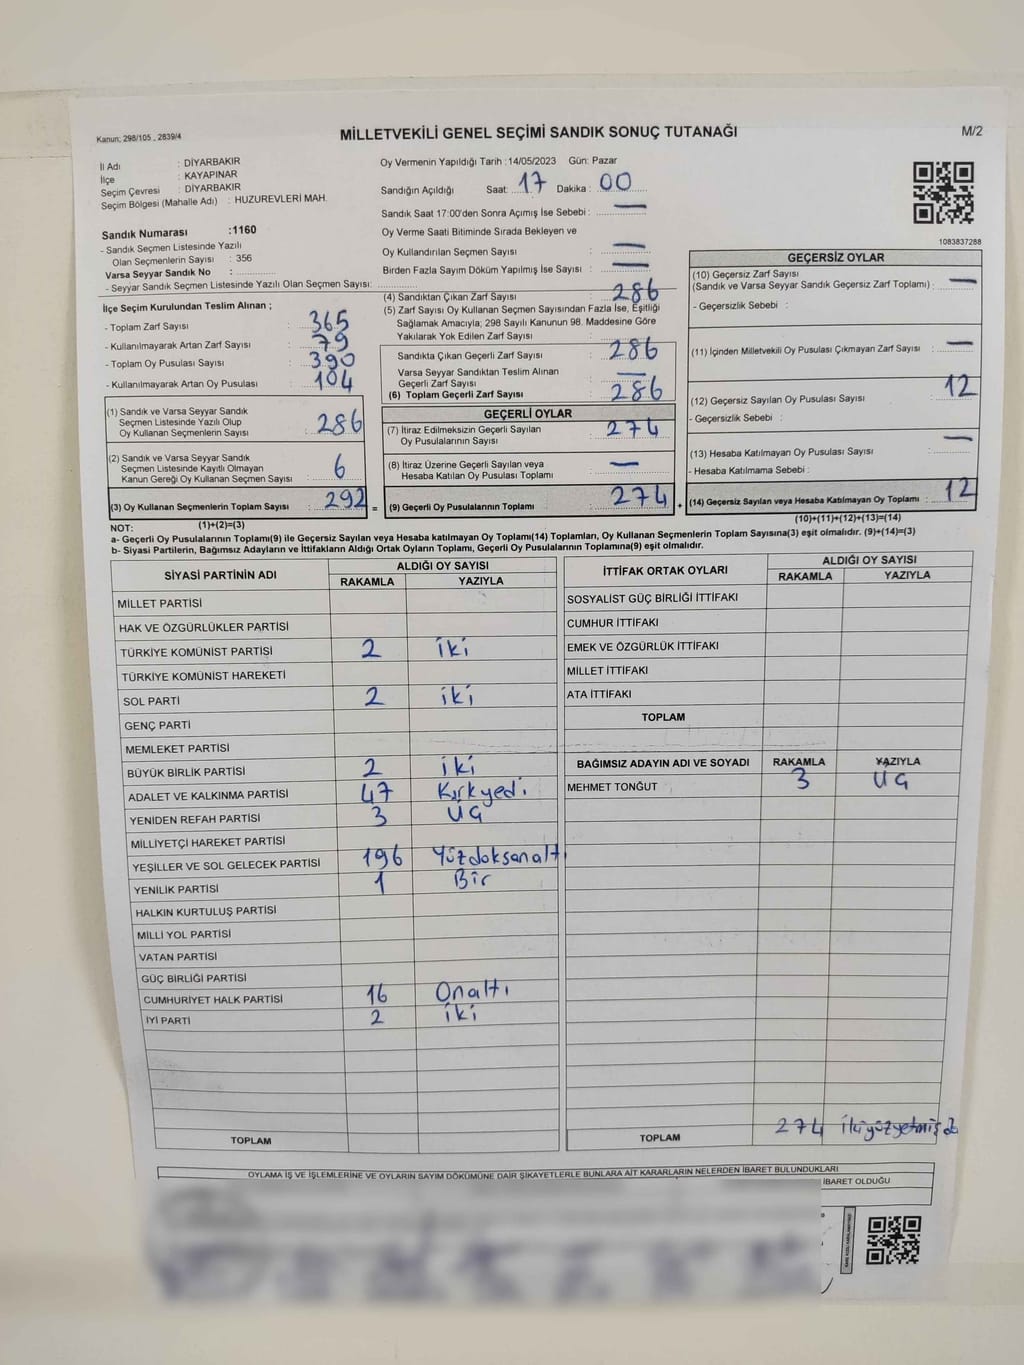 Kanun; 298/105 , 2839/4
MİLLETVEKİLİ GENEL SEÇİMİ SANDIK SONUÇ TUTANAĞI
M/2
İl Adı : DİYARBAKIR
İlçe : KAYAPINAR
Seçim Çevresi : DİYARBAKIR
Seçim Bölgesi (Mahalle Adı) : HUZUREVLERİ MAH.
Sandık Numarası :1160
- Sandık Seçmen Listesinde Yazılı
Olan Seçmenlerin Sayısı : 356
Varsa Seyyar Sandık No : ..............
- Seyyar Sandık Seçmen Listesinde Yazılı Olan Seçmen Sayısı: ..............
Oy Vermenin Yapıldığı Tarih : 14/05/2023 Gün: Pazar
Sandığın Açıldığı Saat: 17 Dakika : 00
Sandık Saat 17:00'den Sonra Açımış İse Sebebi : —
Oy Verme Saati Bitiminde Sırada Bekleyen ve
Oy Kullandırılan Seçmen Sayısı : —
Birden Fazla Sayım Döküm Yapılmış İse Sayısı : —
1083837288
İlçe Seçim Kurulundan Teslim Alınan ;
- Toplam Zarf Sayısı : 365
- Kullanılmayarak Artan Zarf Sayısı : 79
- Toplam Oy Pusulası Sayısı : 390
- Kullanılmayarak Artan Oy Pusulası : 104
(1) Sandık ve Varsa Seyyar Sandık
Seçmen Listesinde Yazılı Olup
Oy Kullanan Seçmenlerin Sayısı : 286
(2) Sandık ve Varsa Seyyar Sandık
Seçmen Listesinde Kayıtlı Olmayan
Kanun Gereği Oy Kullanan Seçmen Sayısı : 6
(3) Oy Kullanan Seçmenlerin Toplam Sayısı : 292 =
(1)+(2)=(3)
(4) Sandıktan Çıkan Zarf Sayısı : 286
(5) Zarf Sayısı Oy Kullanan Seçmen Sayısından Fazla İse, Eşitliği
Sağlamak Amacıyla; 298 Sayılı Kanunun 98. Maddesine Göre
Yakılarak Yok Edilen Zarf Sayısı :
Sandıkta Çıkan Geçerli Zarf Sayısı : 286
Varsa Seyyar Sandıktan Teslim Alınan
Geçerli Zarf Sayısı : —
(6) Toplam Geçerli Zarf Sayısı : 286
GEÇERLİ OYLAR
(7) İtiraz Edilmeksizin Geçerli Sayılan
Oy Pusulalarının Sayısı : 274
(8) İtiraz Üzerine Geçerli Sayılan veya
Hesaba Katılan Oy Pusulası Toplamı : —
(9) Geçerli Oy Pusulalarının Toplamı : 274 +
GEÇERSİZ OYLAR
(10) Geçersiz Zarf Sayısı
(Sandık ve Varsa Seyyar Sandık Geçersiz Zarf Toplamı) : —
- Geçersizlik Sebebi :
(11) İçinden Milletvekili Oy Pusulası Çıkmayan Zarf Sayısı : —
(12) Geçersiz Sayılan Oy Pusulası Sayısı : 12
- Geçersizlik Sebebi :
(13) Hesaba Katılmayan Oy Pusulası Sayısı : —
- Hesaba Katılmama Sebebi :
(14) Geçersiz Sayılan veya Hesaba Katılmayan Oy Toplamı : 12
(10)+(11)+(12)+(13)=(14)
NOT:
a- Geçerli Oy Pusulalarının Toplamı(9) ile Geçersiz Sayılan veya Hesaba katılmayan Oy Toplamı(14) Toplamları, Oy Kullanan Seçmenlerin Toplam Sayısına(3) eşit olmalıdır. (9)+(14)=(3)
b- Siyasi Partilerin, Bağımsız Adayların ve İttifakların Aldığı Ortak Oyların Toplamı, Geçerli Oy Pusulalarının Toplamına(9) eşit olmalıdır.
SİYASİ PARTİNİN ADI ALDIĞI OY SAYISI
RAKAMLA YAZIYLA
MİLLET PARTİSİ
HAK VE ÖZGÜRLÜKLER PARTİSİ
TÜRKİYE KOMÜNİST PARTİSİ 2 iki
TÜRKİYE KOMÜNİST HAREKETİ
SOL PARTİ 2 iki
GENÇ PARTİ
MEMLEKET PARTİSİ
BÜYÜK BİRLİK PARTİSİ 2 iki
ADALET VE KALKINMA PARTİSİ 47 Kırkyedi
YENİDEN REFAH PARTİSİ 3 Üç
MİLLİYETÇİ HAREKET PARTİSİ
YEŞİLLER VE SOL GELECEK PARTİSİ 196 Yüzdoksanaltı
YENİLİK PARTİSİ 1 Bir
HALKIN KURTULUŞ PARTİSİ
MİLLİ YOL PARTİSİ
VATAN PARTİSİ
GÜÇ BİRLİĞİ PARTİSİ
CUMHURİYET HALK PARTİSİ 16 Onaltı
İYİ PARTİ 2 iki
TOPLAM
İTTİFAK ORTAK OYLARI ALDIĞI OY SAYISI
RAKAMLA YAZIYLA
SOSYALİST GÜÇ BİRLİĞİ İTTİFAKI
CUMHUR İTTİFAKI
EMEK VE ÖZGÜRLÜK İTTİFAKI
MİLLET İTTİFAKI
ATA İTTİFAKI
TOPLAM
BAĞIMSIZ ADAYIN ADI VE SOYADI RAKAMLA YAZIYLA
MEHMET TONĞUT 3 Üç
TOPLAM 274 ikiyüzyetmiş
OYLAMA İŞ VE İŞLEMLERİNE VE OYLARIN SAYIM DÖKÜMÜNE DAİR ŞİKAYETLERLE BUNLARA AİT KARARLARIN NELERDEN İBARET BULUNDUKLARI
İBARET OLDUĞU